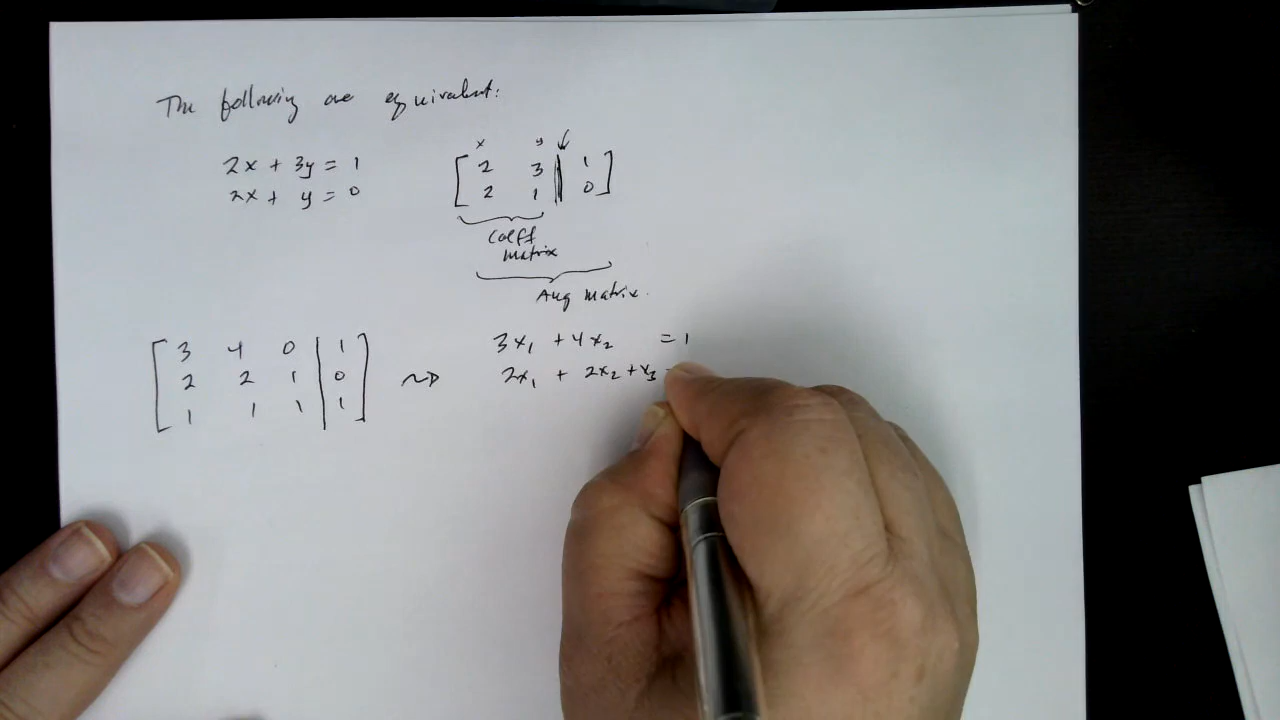 The following are equivalent:
2x + 3y = 1
2x + y = 0
x y ↓
[ 2 3 | 1
2 1 | 0 ]
Coeff
Matrix
Aug Matrix.
[ 3 4 0 | 1
2 2 1 | 0
1 1 1 | 1 ]
⇝
3x₁ + 4x₂ = 1
2x₁ + 2x₂ + x₃